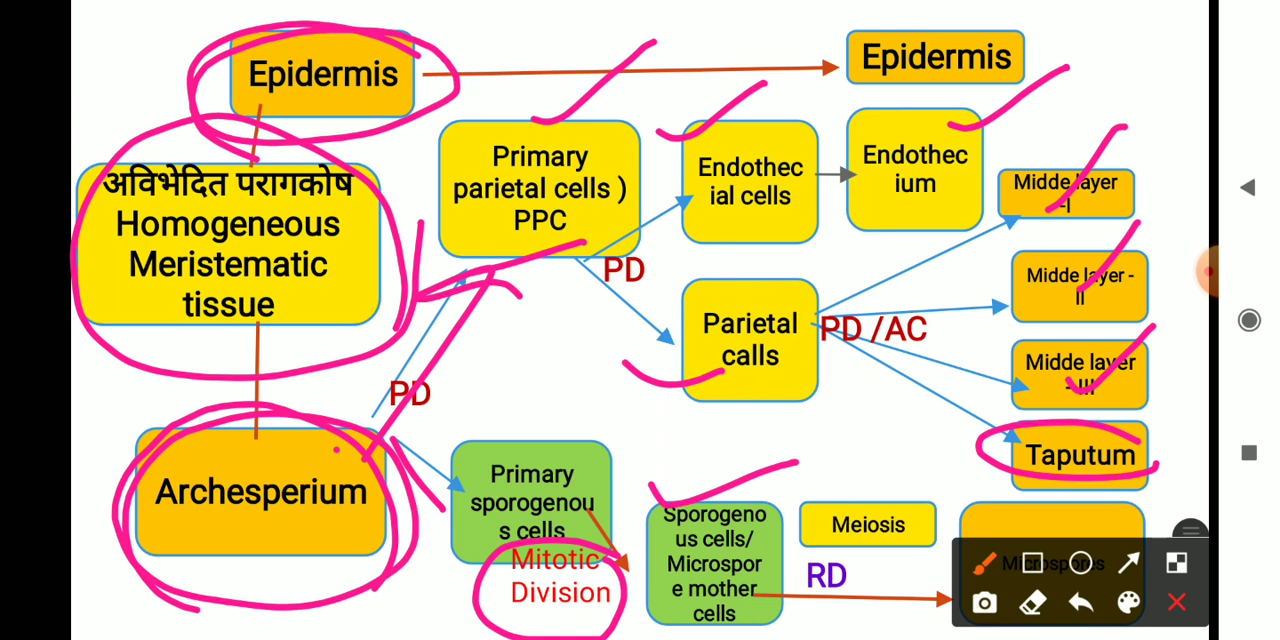 Epidermis
Epidermis
अविभेदित परागकोष
Homogeneous
Meristematic
tissue
Primary
parietal cells )
PPC
Endothec
ial cells
Endothec
ium
Midde layer
-I
PD
Midde layer -
II
Parietal
calls
PD /AC
Midde layer
- III
PD
Taputum
Archesperium
Primary
sporogenou
s cells
Mitotic
Division
Sporogeno
us cells/
Microspor
e mother
cells
Meiosis
RD
Microspores